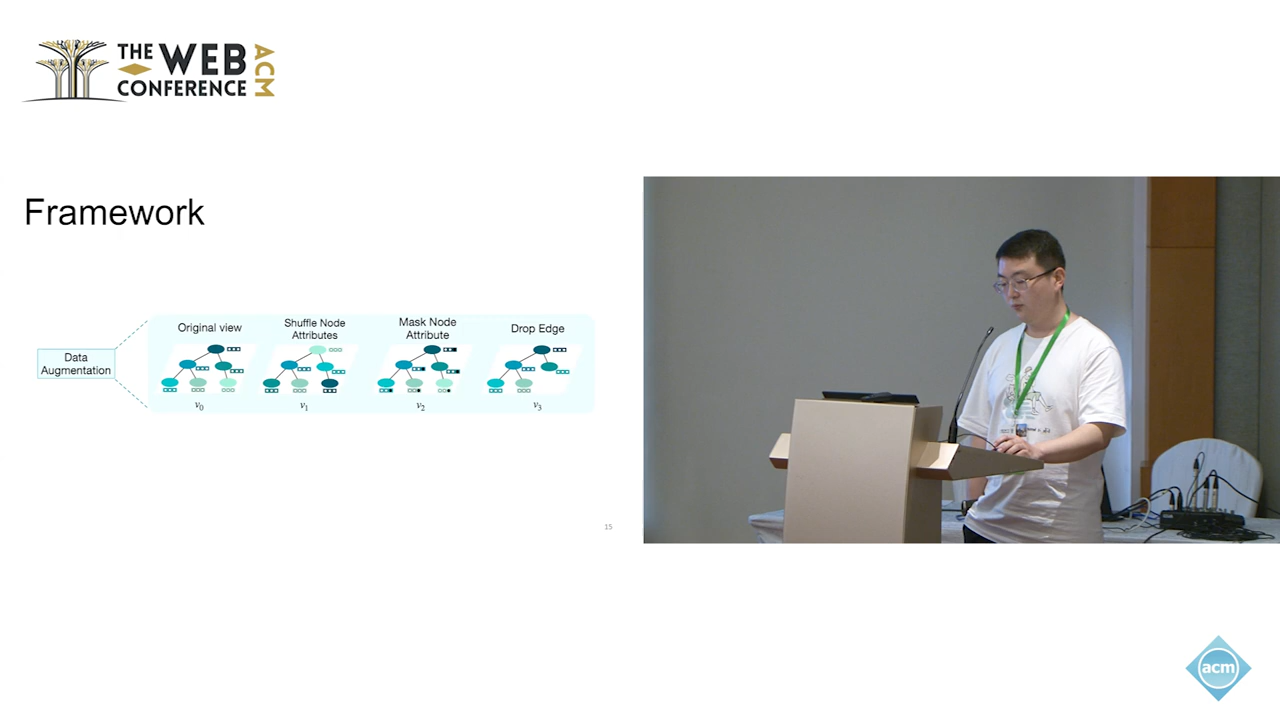 THE WEB
CONFERENCE
ACM
Framework
Data
Augmentation
Original view
Shuffle Node
Attributes
Mask Node
Attribute
Drop Edge
v0
v1
v2
v3
15
acm